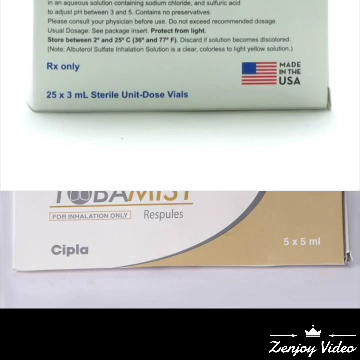 in an aqueous solution containing sodium chloride, and sulfuric acid
to adjust pH between 3 and 5. Contains no preservatives.
Please consult your physician before use. Do not exceed recommended dosage.
Usual Dosage: See package insert. Protect from light.
Store between 2° and 25° C (36° and 77° F). Discard if solution becomes discolored.
(Note: Albuterol Sulfate Inhalation Solution is a clear, colorless to light yellow solution.)
Rx only
MADE
IN THE
USA
25 x 3 mL Sterile Unit-Dose Vials
TOBAMIST
FOR INHALATION ONLY
Respules
Cipla
5 x 5 ml
Zenjoy Video